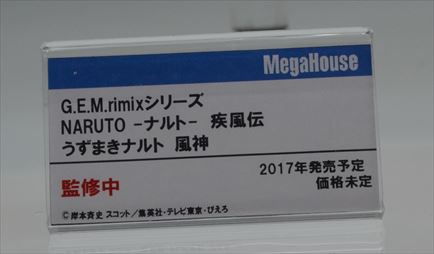 MegaHouse
G.E.M.rimixシリーズ
NARUTO -ナルト- 疾風伝
うずまきナルト 風神
2017年発売予定
監修中
価格未定
©岸本斉史 スコット/集英社・テレビ東京・ぴえろ